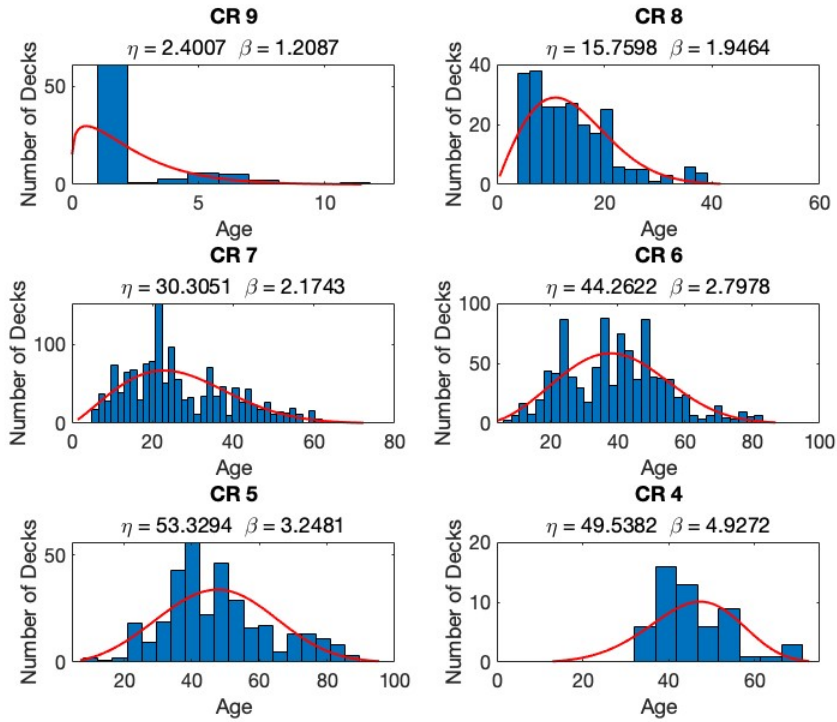 CR 9
η = 2.4007 β = 1.2087
Number of Decks
50
0
0 5 10
Age
CR 8
η = 15.7598 β = 1.9464
Number of Decks
40
20
0
0 20 40 60
Age
CR 7
η = 30.3051 β = 2.1743
Number of Decks
100
0
0 20 40 60 80
Age
CR 6
η = 44.2622 β = 2.7978
Number of Decks
100
50
0
20 40 60 80 100
Age
CR 5
η = 53.3294 β = 3.2481
Number of Decks
50
0
20 40 60 80 100
Age
CR 4
η = 49.5382 β = 4.9272
Number of Decks
20
10
0
0 20 40 60
Age